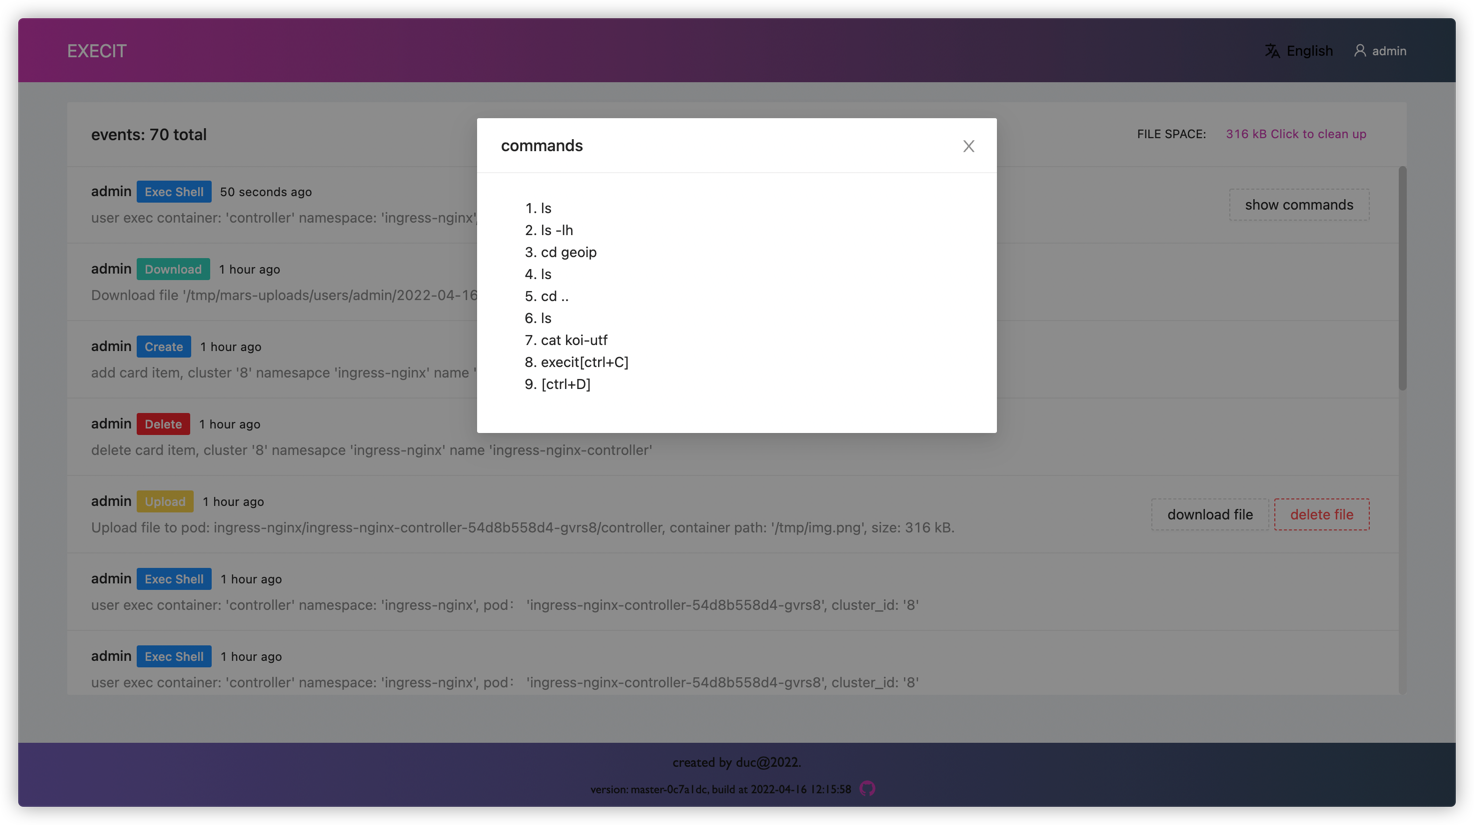 EXECIT
English admin
events: 70 total
FILE SPACE: 316 kB Click to clean up
commands
1. ls
2. ls -lh
3. cd geoip
4. ls
5. cd ..
6. ls
7. cat koi-utf
8. execit[ctrl+C]
9. [ctrl+D]
admin Exec Shell 50 seconds ago
user exec container: 'controller' namespace: 'ingress-nginx',
show commands
admin Download 1 hour ago
Download file '/tmp/mars-uploads/users/admin/2022-04-16
admin Create 1 hour ago
add card item, cluster '8' namesapce 'ingress-nginx' name '
admin Delete 1 hour ago
delete card item, cluster '8' namesapce 'ingress-nginx' name 'ingress-nginx-controller'
admin Upload 1 hour ago
Upload file to pod: ingress-nginx/ingress-nginx-controller-54d8b558d4-gvrs8/controller, container path: '/tmp/img.png', size: 316 kB.
download file delete file
admin Exec Shell 1 hour ago
user exec container: 'controller' namespace: 'ingress-nginx', pod： 'ingress-nginx-controller-54d8b558d4-gvrs8', cluster_id: '8'
admin Exec Shell 1 hour ago
user exec container: 'controller' namespace: 'ingress-nginx', pod： 'ingress-nginx-controller-54d8b558d4-gvrs8', cluster_id: '8'
created by duc@2022.
version: master-0c7a1dc, build at 2022-04-16 12:15:58